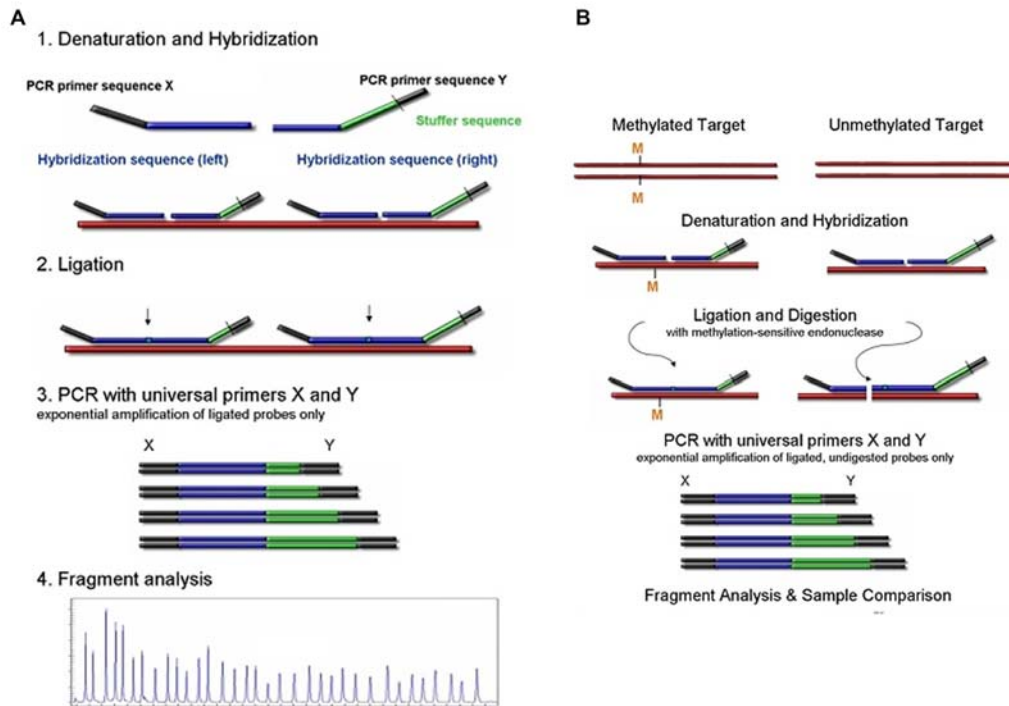 A
1. Denaturation and Hybridization
PCR primer sequence X
PCR primer sequence Y
Stuffer sequence
Hybridization sequence (left)
Hybridization sequence (right)
2. Ligation
3. PCR with universal primers X and Y
exponential amplification of ligated probes only
X Y
4. Fragment analysis
B
Methylated Target
Unmethylated Target
M
M
Denaturation and Hybridization
M
Ligation and Digestion
with methylation-sensitive endonuclease
M
PCR with universal primers X and Y
exponential amplification of ligated, undigested probes only
X Y
Fragment Analysis & Sample Comparison